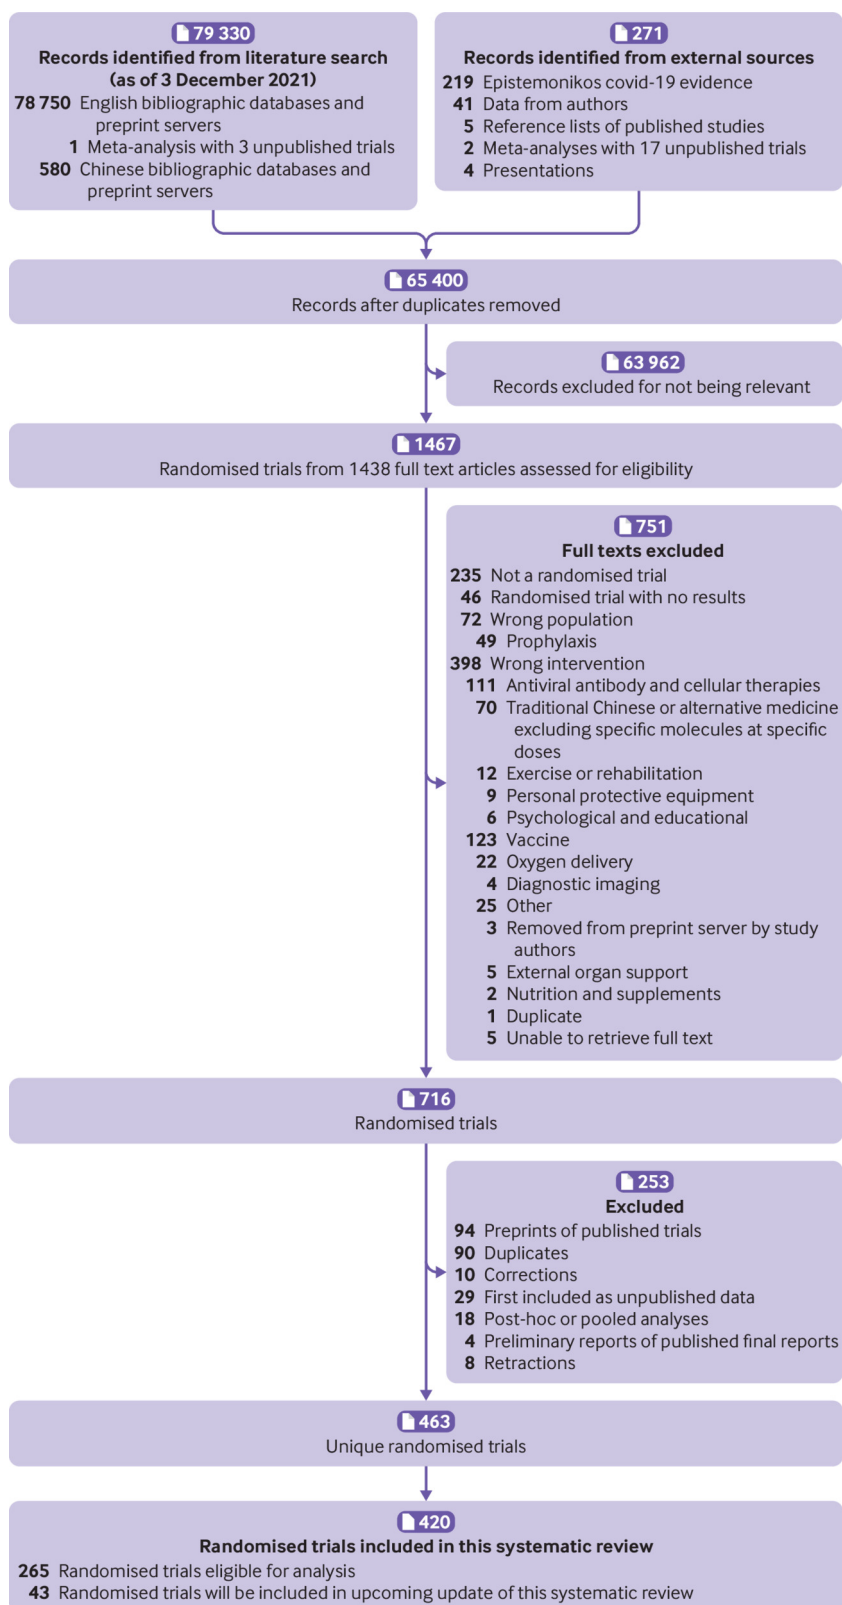 79 330
Records identified from literature search
(as of 3 December 2021)
78 750 English bibliographic databases and
preprint servers
1 Meta-analysis with 3 unpublished trials
580 Chinese bibliographic databases and
preprint servers
271
Records identified from external sources
219 Epistemonikos covid-19 evidence
41 Data from authors
5 Reference lists of published studies
2 Meta-analyses with 17 unpublished trials
4 Presentations
65 400
Records after duplicates removed
63 962
Records excluded for not being relevant
1467
Randomised trials from 1438 full text articles assessed for eligibility
751
Full texts excluded
235 Not a randomised trial
46 Randomised trial with no results
72 Wrong population
49 Prophylaxis
398 Wrong intervention
111 Antiviral antibody and cellular therapies
70 Traditional Chinese or alternative medicine
excluding specific molecules at specific
doses
12 Exercise or rehabilitation
9 Personal protective equipment
6 Psychological and educational
123 Vaccine
22 Oxygen delivery
4 Diagnostic imaging
25 Other
3 Removed from preprint server by study
authors
5 External organ support
2 Nutrition and supplements
1 Duplicate
5 Unable to retrieve full text
716
Randomised trials
253
Excluded
94 Preprints of published trials
90 Duplicates
10 Corrections
29 First included as unpublished data
18 Post-hoc or pooled analyses
4 Preliminary reports of published final reports
8 Retractions
463
Unique randomised trials
420
Randomised trials included in this systematic review
265 Randomised trials eligible for analysis
43 Randomised trials will be included in upcoming update of this systematic review